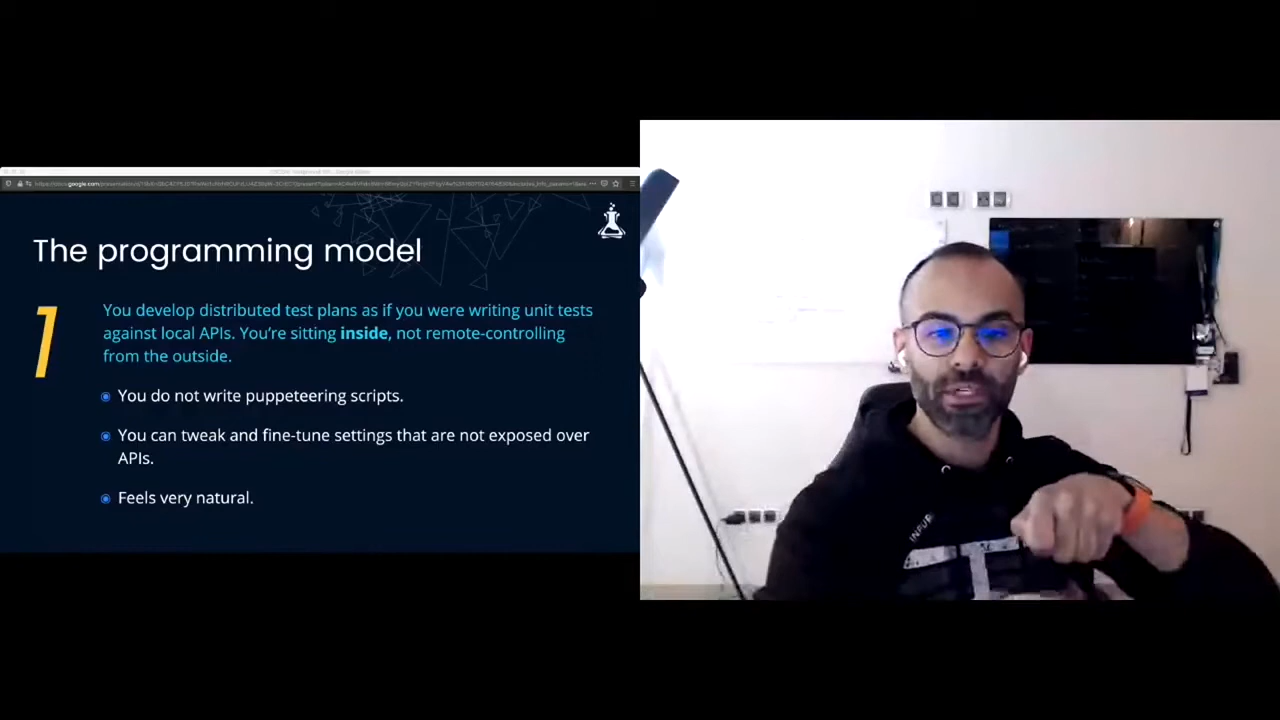 google.com
The programming model
1
You develop distributed test plans as if you were writing unit tests
against local APIs. You’re sitting inside, not remote-controlling
from the outside.
You do not write puppeteering scripts.
You can tweak and fine-tune settings that are not exposed over
APIs.
Feels very natural.